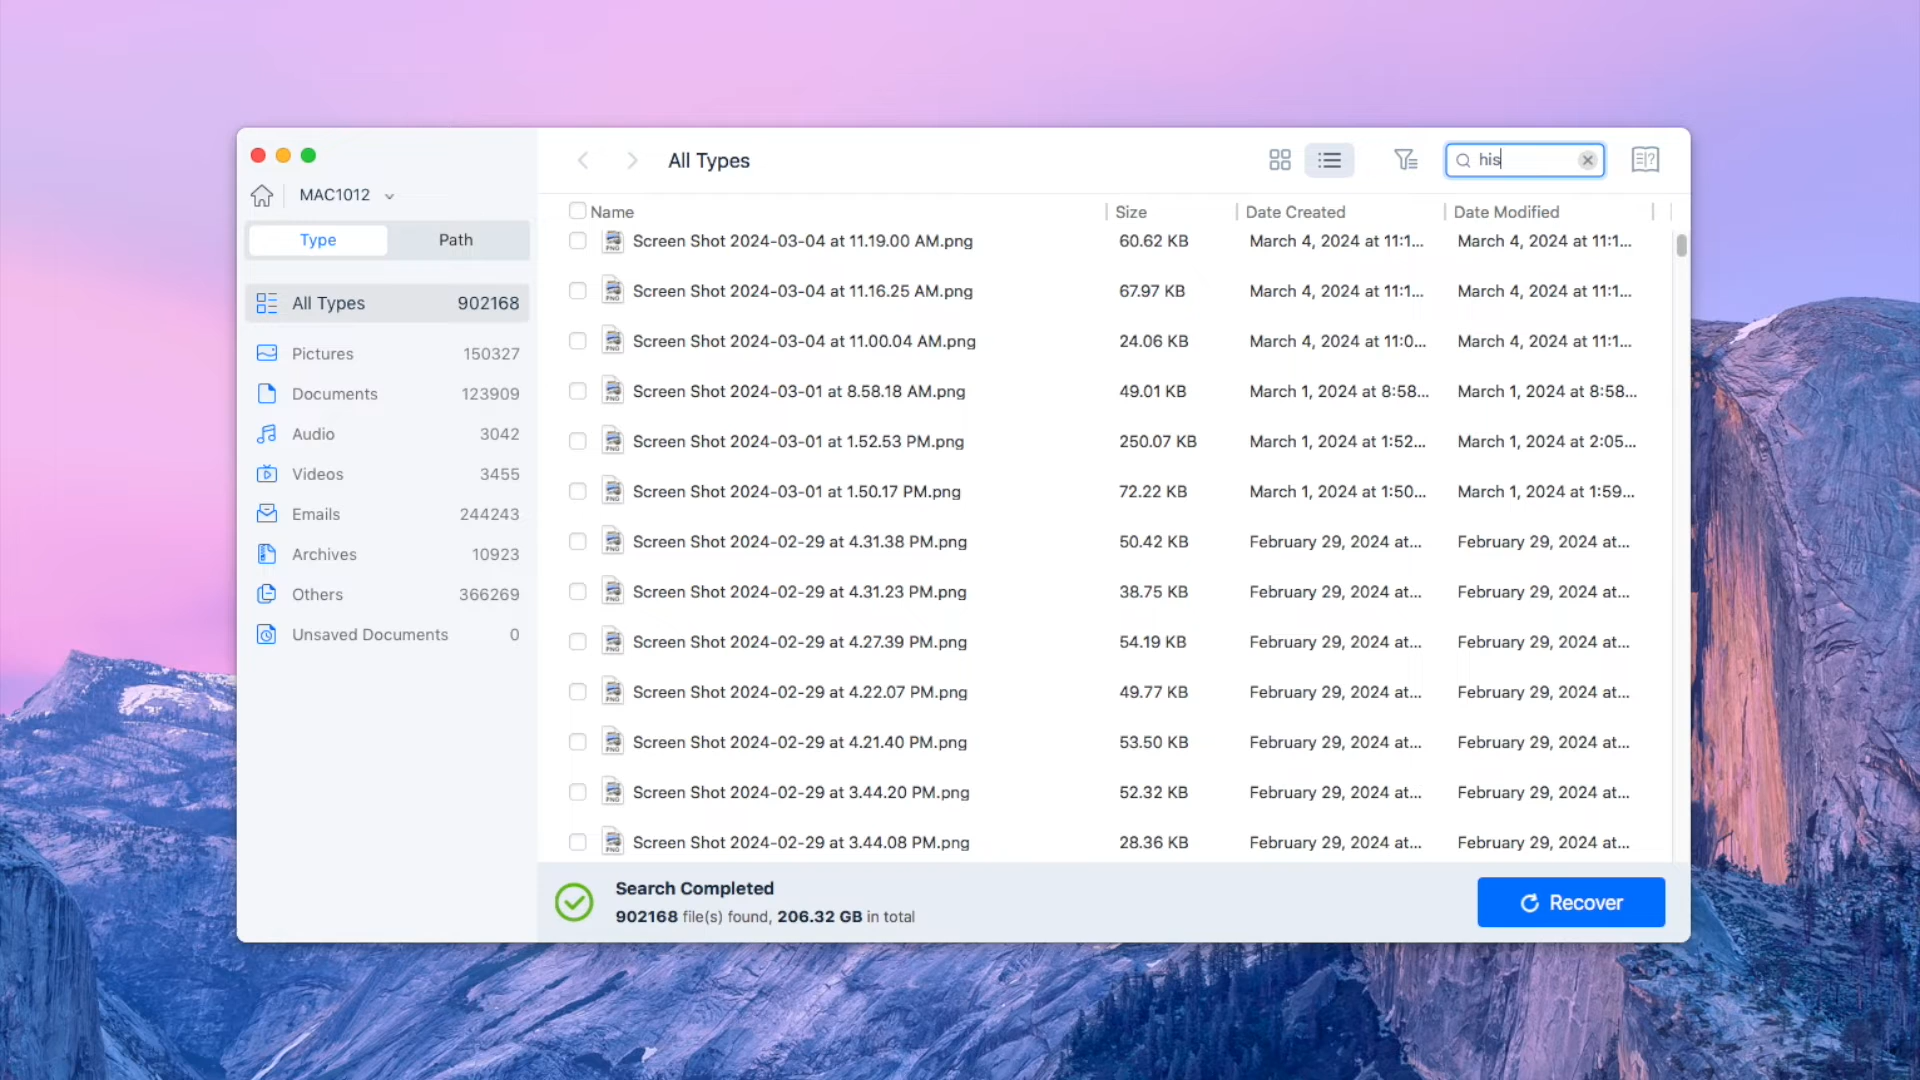 All Types
his
MAC1012
Type Path
All Types 902168
Pictures 150327
Documents 123909
Audio 3042
Videos 3455
Emails 244243
Archives 10923
Others 366269
Unsaved Documents 0
Name Size Date Created Date Modified
PNG Screen Shot 2024-03-04 at 11.19.00 AM.png 60.62 KB March 4, 2024 at 11:1... March 4, 2024 at 11:1...
PNG Screen Shot 2024-03-04 at 11.16.25 AM.png 67.97 KB March 4, 2024 at 11:1... March 4, 2024 at 11:1...
PNG Screen Shot 2024-03-04 at 11.00.04 AM.png 24.06 KB March 4, 2024 at 11:0... March 4, 2024 at 11:1...
PNG Screen Shot 2024-03-01 at 8.58.18 AM.png 49.01 KB March 1, 2024 at 8:58... March 1, 2024 at 8:58...
PNG Screen Shot 2024-03-01 at 1.52.53 PM.png 250.07 KB March 1, 2024 at 1:52... March 1, 2024 at 2:05...
PNG Screen Shot 2024-03-01 at 1.50.17 PM.png 72.22 KB March 1, 2024 at 1:50... March 1, 2024 at 1:59...
PNG Screen Shot 2024-02-29 at 4.31.38 PM.png 50.42 KB February 29, 2024 at... February 29, 2024 at...
PNG Screen Shot 2024-02-29 at 4.31.23 PM.png 38.75 KB February 29, 2024 at... February 29, 2024 at...
PNG Screen Shot 2024-02-29 at 4.27.39 PM.png 54.19 KB February 29, 2024 at... February 29, 2024 at...
PNG Screen Shot 2024-02-29 at 4.22.07 PM.png 49.77 KB February 29, 2024 at... February 29, 2024 at...
PNG Screen Shot 2024-02-29 at 4.21.40 PM.png 53.50 KB February 29, 2024 at... February 29, 2024 at...
PNG Screen Shot 2024-02-29 at 3.44.20 PM.png 52.32 KB February 29, 2024 at... February 29, 2024 at...
PNG Screen Shot 2024-02-29 at 3.44.08 PM.png 28.36 KB February 29, 2024 at... February 29, 2024 at...
Search Completed
902168 file(s) found, 206.32 GB in total
Recover